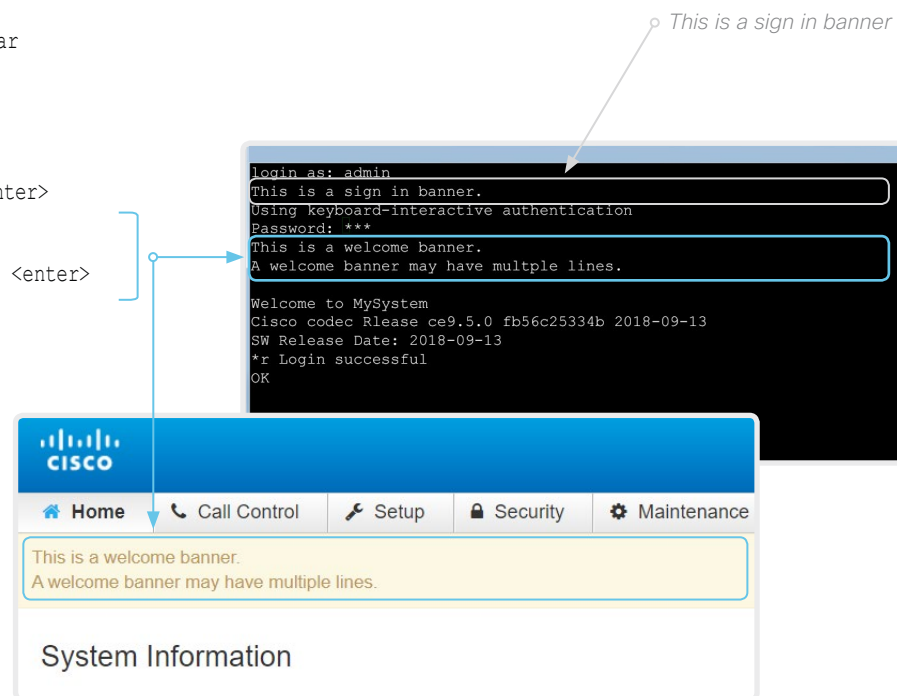 This is a sign in banner
ar
nter>
<enter>
login as: admin
This is a sign in banner.
Using keyboard-interactive authentication
Password: ***
This is a welcome banner.
A welcome banner may have multple lines.
Welcome to MySystem
Cisco codec Rlease ce9.5.0 fb56c25334b 2018-09-13
SW Release Date: 2018-09-13
*r Login successful
OK
CISCO
Home Call Control Setup Security Maintenance
This is a welcome banner.
A welcome banner may have multiple lines.
System Information